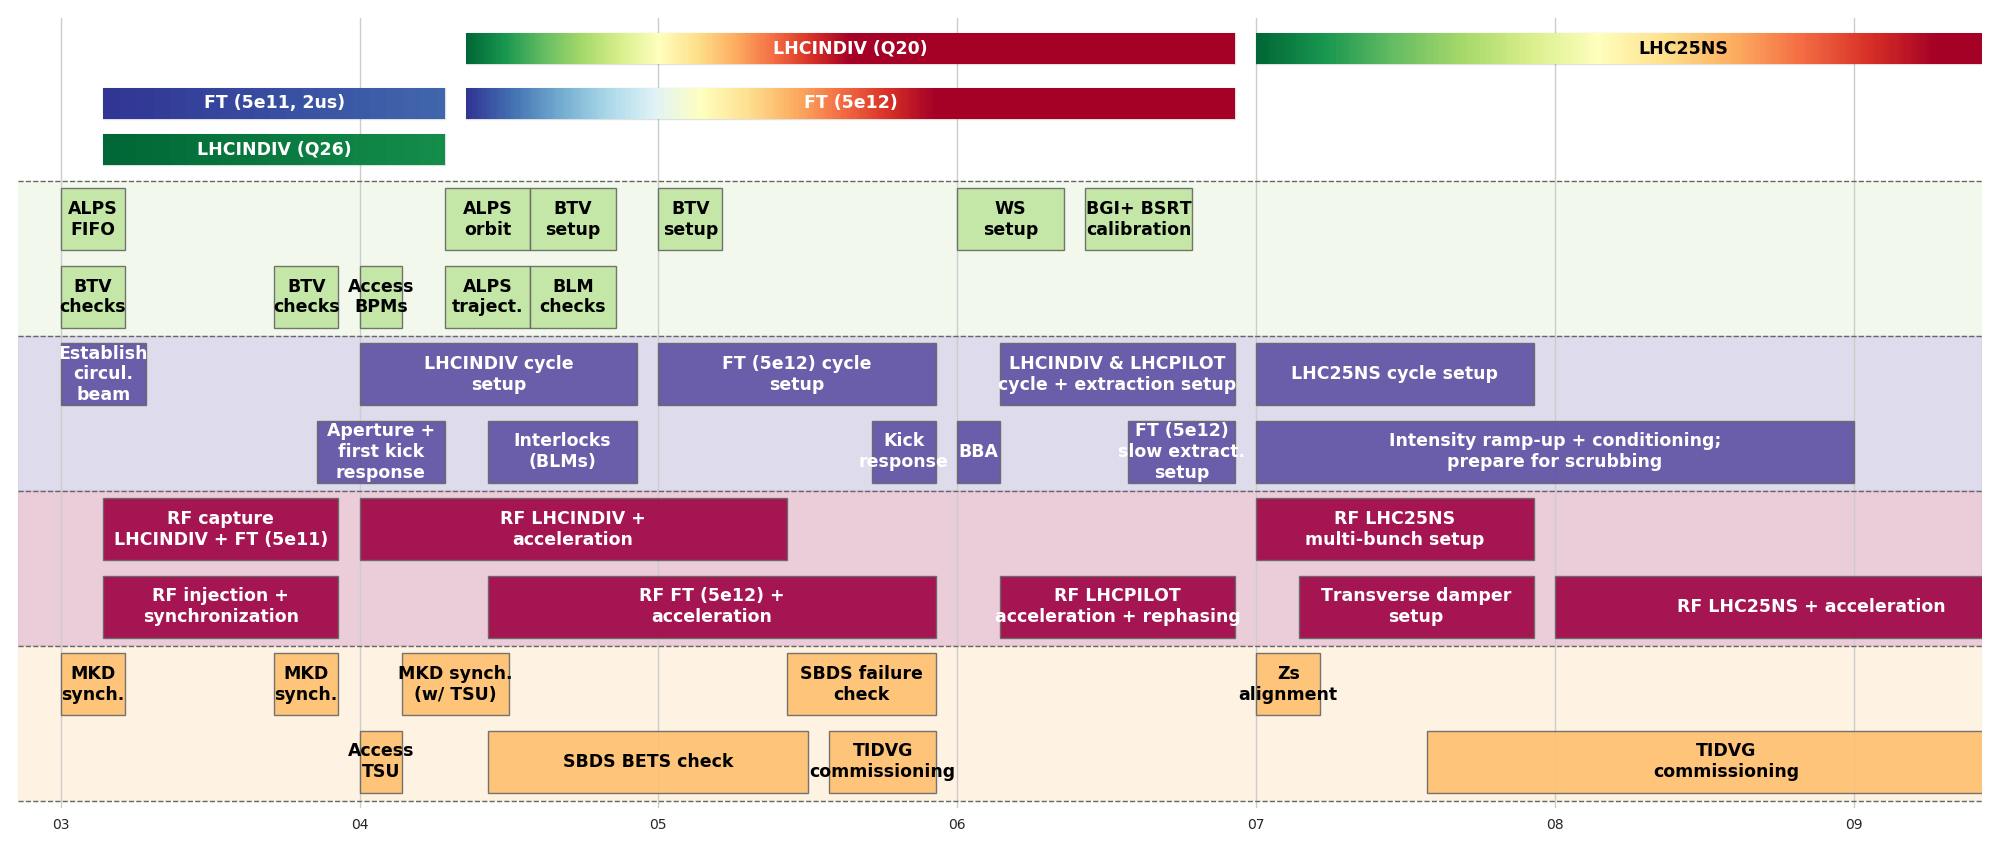 LHCINDIV (Q20)
LHC25NS
FT (5e11, 2us)
FT (5e12)
LHCINDIV (Q26)
ALPS
FIFO
ALPS
orbit
BTV
setup
BTV
setup
WS
setup
BGI+ BSRT
calibration
BTV
checks
BTV
checks
Access
BPMs
ALPS
traject.
BLM
checks
Establish
circul.
beam
LHCINDIV cycle
setup
FT (5e12) cycle
setup
LHCINDIV & LHCPILOT
cycle + extraction setup
LHC25NS cycle setup
Aperture +
first kick
response
Interlocks
(BLMs)
Kick
response
BBA
FT (5e12)
slow extract.
setup
Intensity ramp-up + conditioning;
prepare for scrubbing
RF capture
LHCINDIV + FT (5e11)
RF LHCINDIV +
acceleration
RF LHC25NS
multi-bunch setup
RF injection +
synchronization
RF FT (5e12) +
acceleration
RF LHCPILOT
acceleration + rephasing
Transverse damper
setup
RF LHC25NS + acceleration
MKD
synch.
MKD
synch.
MKD synch.
(w/ TSU)
SBDS failure
check
Zs
alignment
Access
TSU
SBDS BETS check
TIDVG
commissioning
TIDVG
commissioning
03
04
05
06
07
08
09